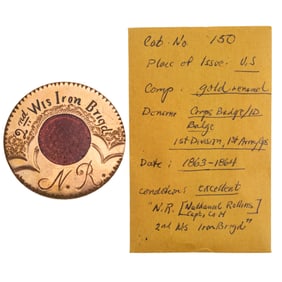 2nd Wis Iron Brigd
N.R.
Cat. No. 150
Place of Issue: U.S
Comp: gold & enamel
Denom: Corps Badge/ID
Badge
1st Division, 1st Army Cps
Date: 1863-1864
condition: excellent
"N.R. [Nathaniel Rollins]
Capt, Co H
2nd Wis. Iron Brigd"